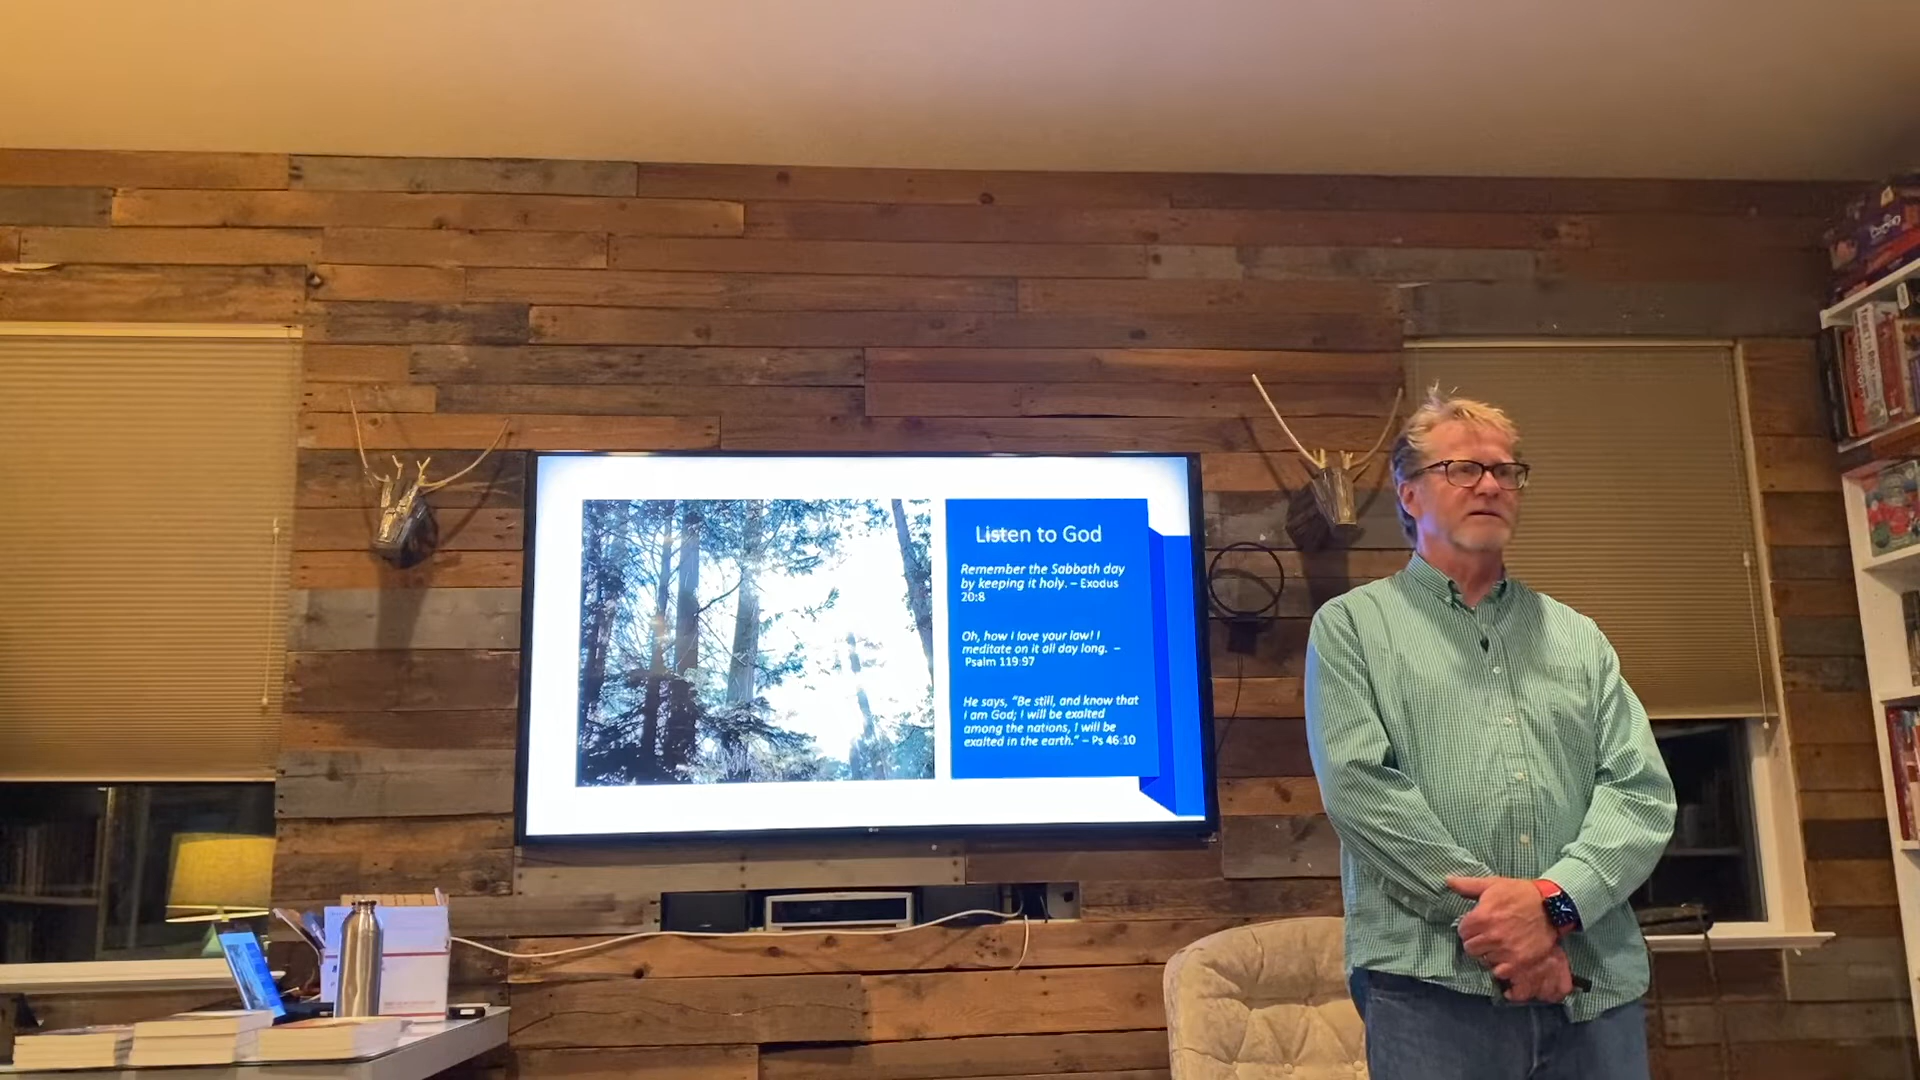 Listen to God
Remember the Sabbath day
by keeping it holy. – Exodus
20:8
Oh, how I love your law! I
meditate on it all day long. –
Psalm 119:97
He says, “Be still, and know that
I am God; I will be exalted
among the nations, I will be
exalted in the earth.” – Ps 46:10
LG